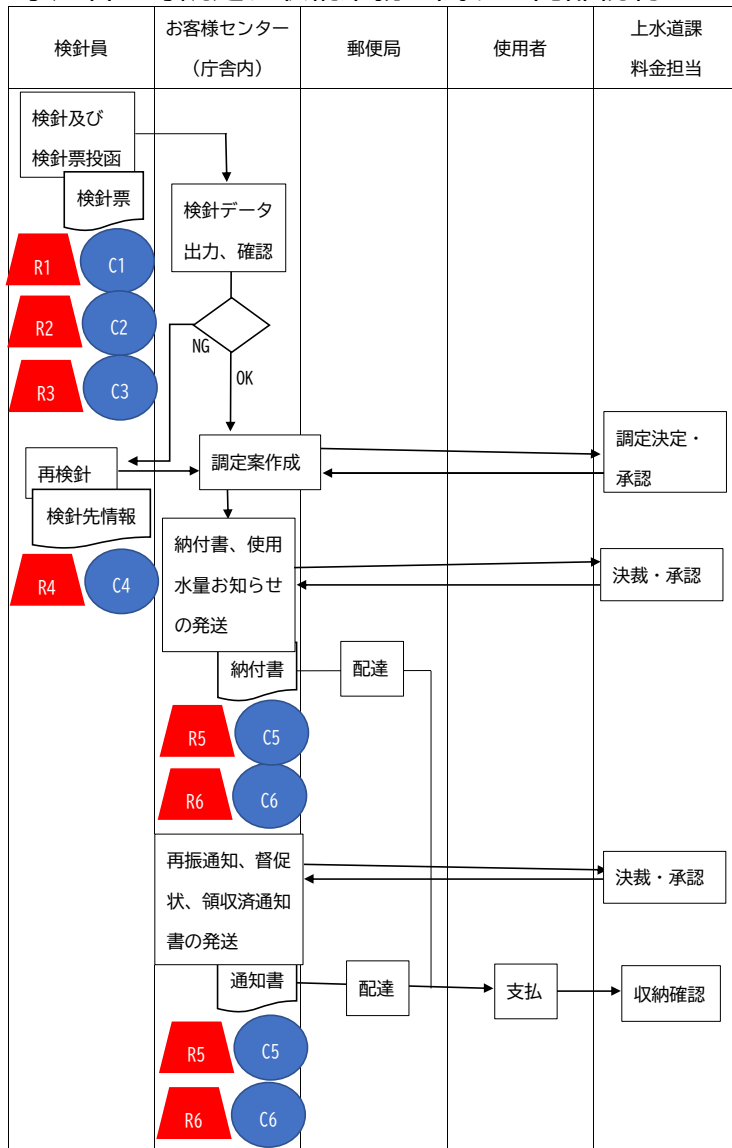 検針員
お客様センター
（庁舎内）
郵便局
使用者
上水道課
料金担当
検針及び
検針票投函
検針票
検針データ
出力、確認
R1
C1
R2
C2
NG
R3
C3
OK
調定案作成
調定決定・
承認
再検針
検針先情報
R4
C4
納付書、使用
水量お知らせ
の発送
決裁・承認
納付書
配達
R5
C5
R6
C6
再振通知、督促
状、領収済通知
書の発送
決裁・承認
通知書
配達
支払
収納確認
R5
C5
R6
C6